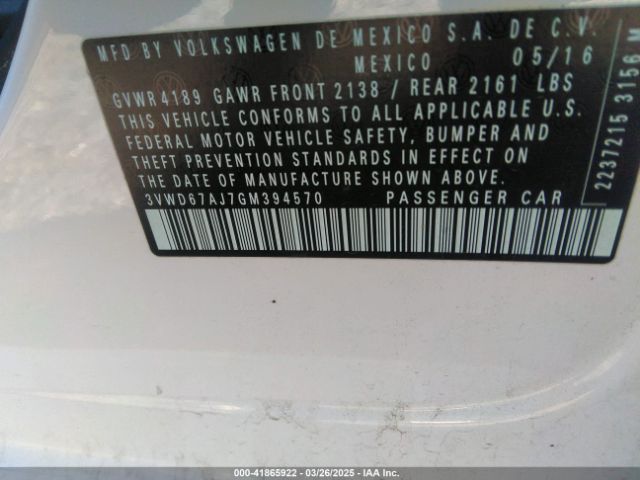 MFD BY VOLKSWAGEN DE MEXICO S.A. DE C.V.
MEXICO 05/16
GVWR 4189 GAWR FRONT 2138 / REAR 2161 LBS
THIS VEHICLE CONFORMS TO ALL APPLICABLE U.S.
FEDERAL MOTOR VEHICLE SAFETY, BUMPER AND
THEFT PREVENTION STANDARDS IN EFFECT ON
THE DATE OF MANUFACTURE SHOWN ABOVE.
3VWD67AJ7GM394570 PASSENGER CAR
2237215 3156 M
000-41865922 | 03/26/2025 - IAA Inc.